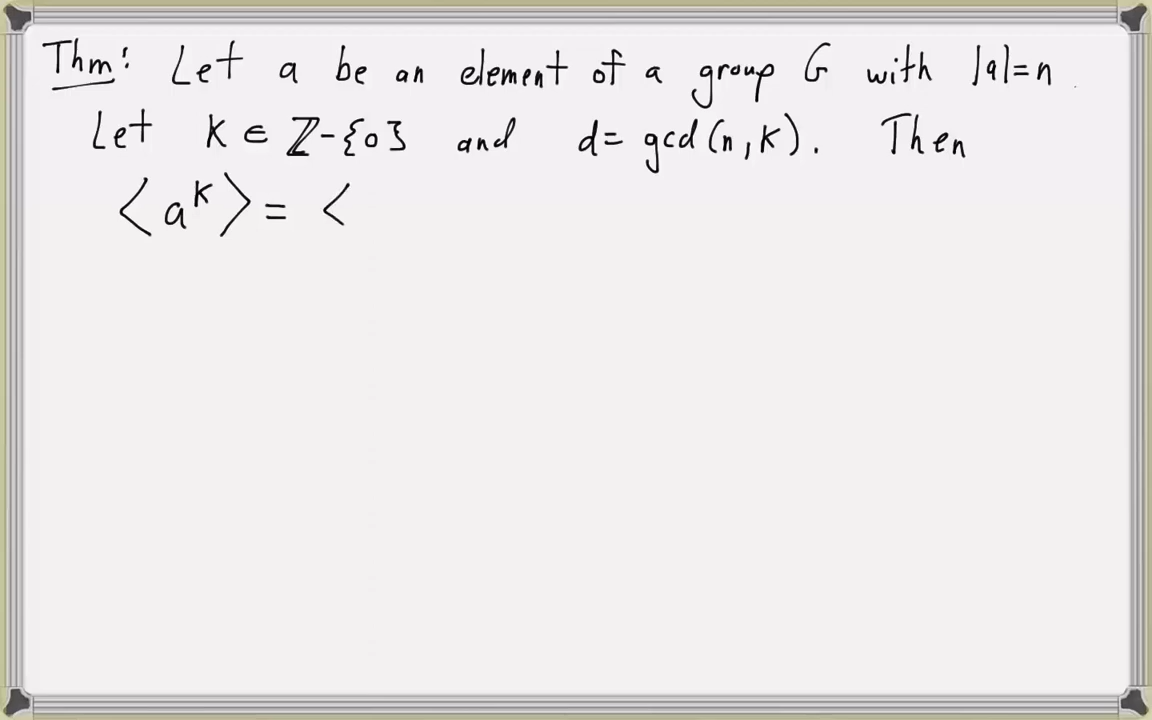 Thm: Let a be an element of a group G with |a|=n
Let K ∈ ℤ-{0} and d= gcd(n,K). Then
⟨a^K⟩= ⟨